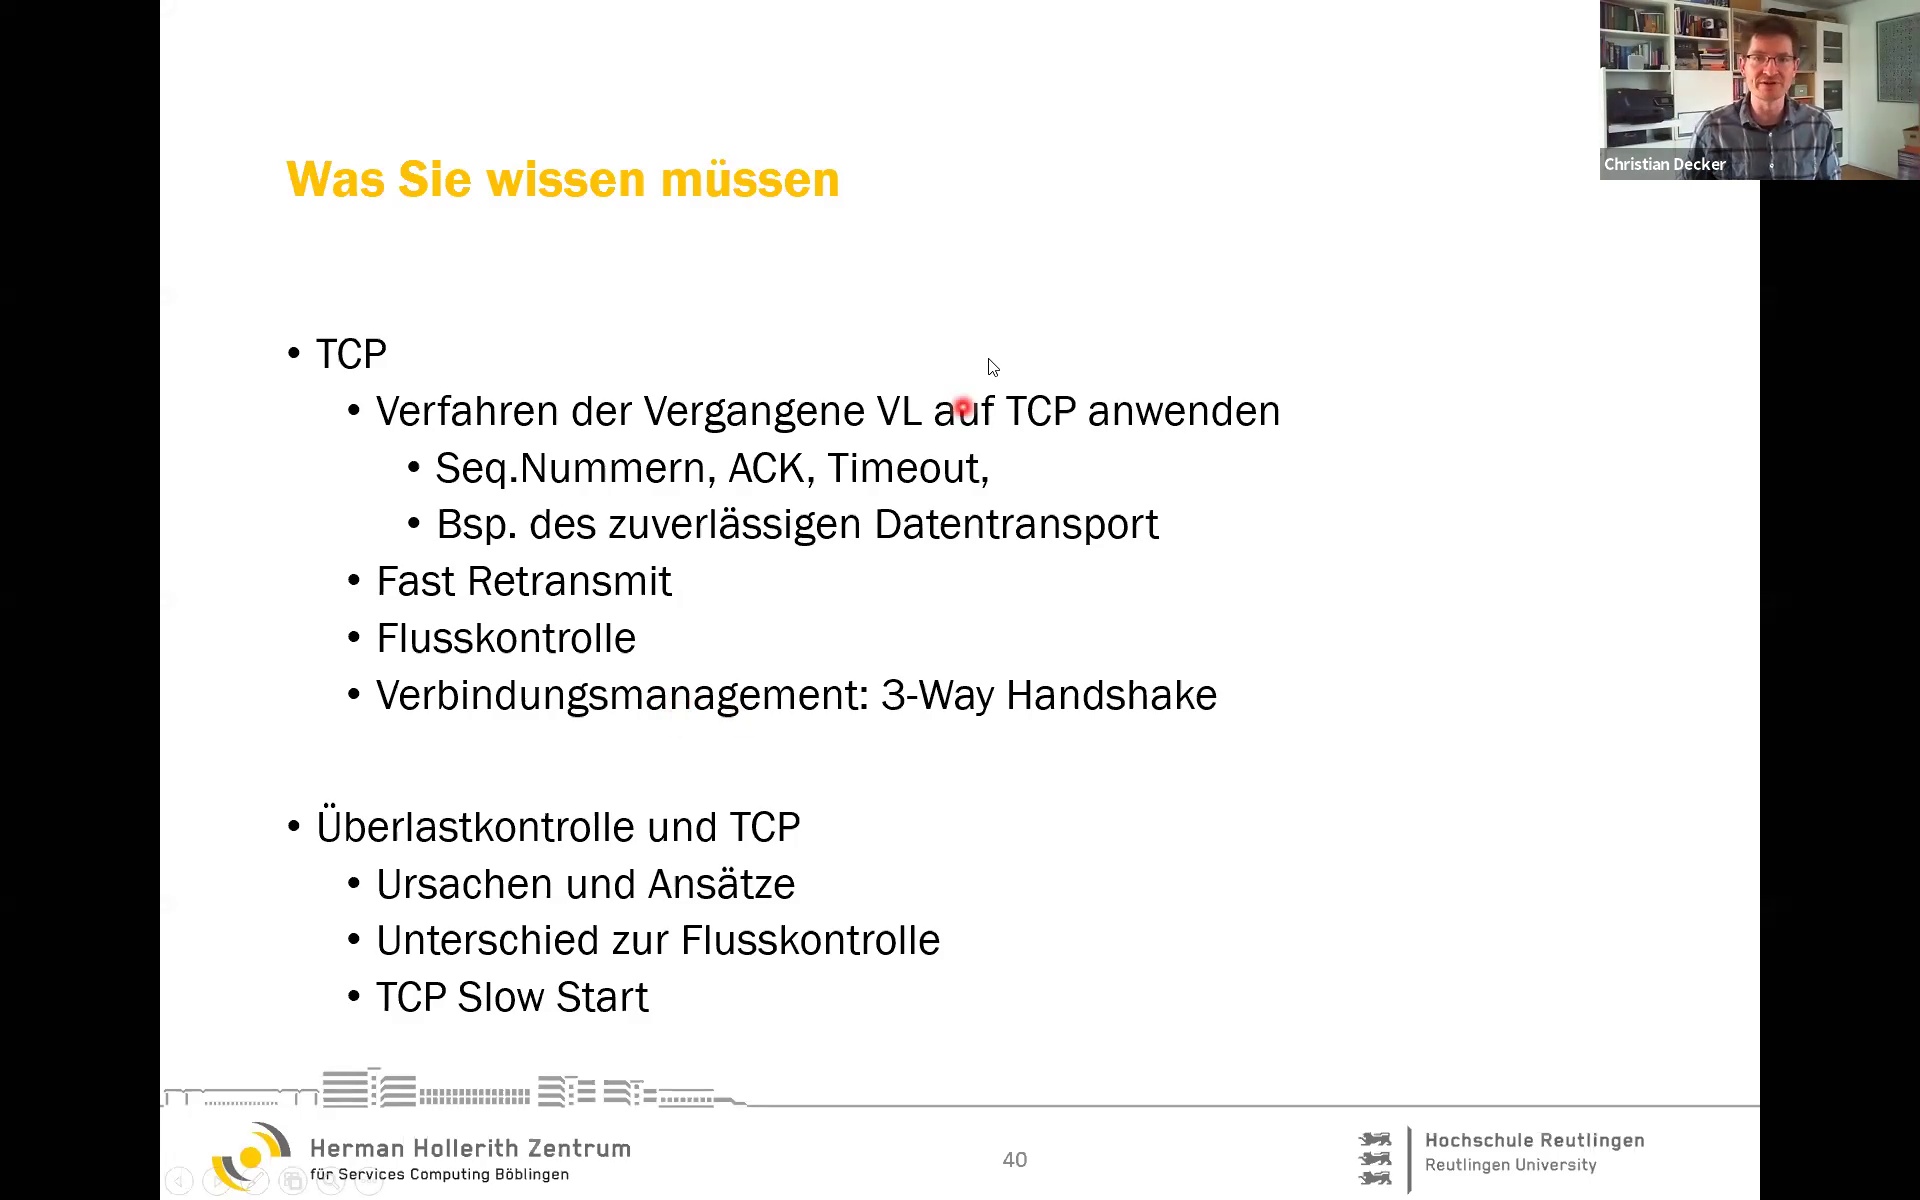 Christian Decker
Was Sie wissen müssen
• TCP
• Verfahren der Vergangene VL auf TCP anwenden
• Seq.Nummern, ACK, Timeout,
• Bsp. des zuverlässigen Datentransport
• Fast Retransmit
• Flusskontrolle
• Verbindungsmanagement: 3-Way Handshake
• Überlastkontrolle und TCP
• Ursachen und Ansätze
• Unterschied zur Flusskontrolle
• TCP Slow Start
Herman Hollerith Zentrum
für Services Computing Böblingen
40
Hochschule Reutlingen
Reutlingen University